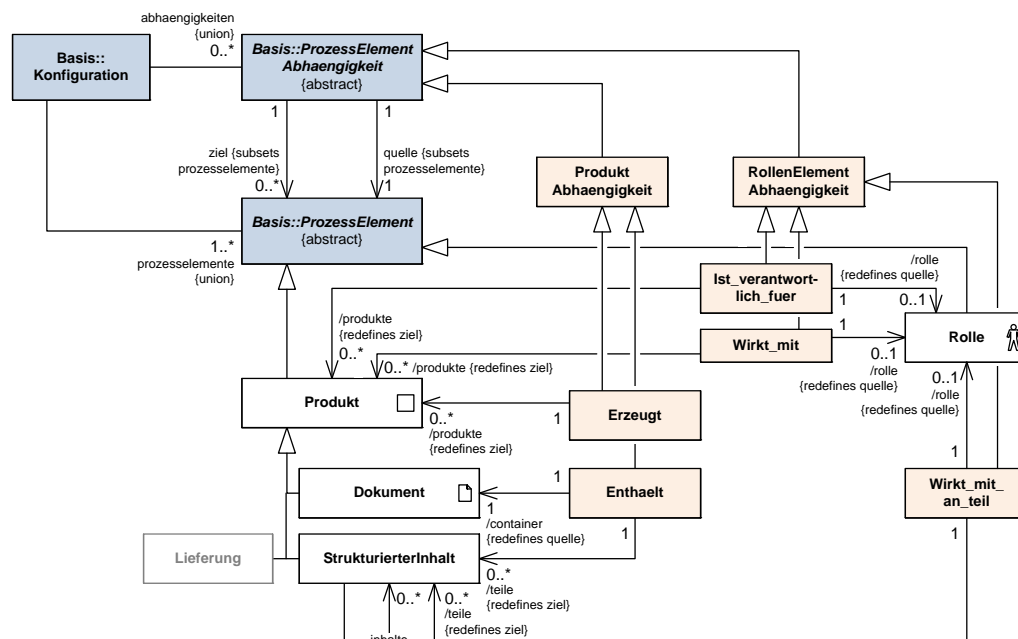 abhaengigkeiten
{union}
0..*
Basis::
Konfiguration
Basis::ProzessElement
Abhaengigkeit
{abstract}
1
1
ziel {subsets
prozesselemente}
0..*
quelle {subsets
prozesselemente}
1
Produkt
Abhaengigkeit
RollenElement
Abhaengigkeit
Basis::ProzessElement
{abstract}
1..*
prozesselemente
{union}
/rolle
{redefines quelle}
Ist_verantwort-
lich_fuer
1
0..1
/produkte
{redefines ziel}
0..*
Wirkt_mit
1
Rolle
0..1
/rolle
{redefines quelle}
0..* /produkte {redefines ziel}
0..1
/rolle
{redefines quelle}
Produkt
0..*
/produkte
{redefines ziel}
1
Erzeugt
1
Dokument
1
/container
{redefines quelle}
1
Enthaelt
1
Wirkt_mit_
an_teil
1
Lieferung
StrukturierterInhalt
0..*
/teile
{redefines ziel}
0..*
0..*
/teile
{redefines ziel}
inhalte